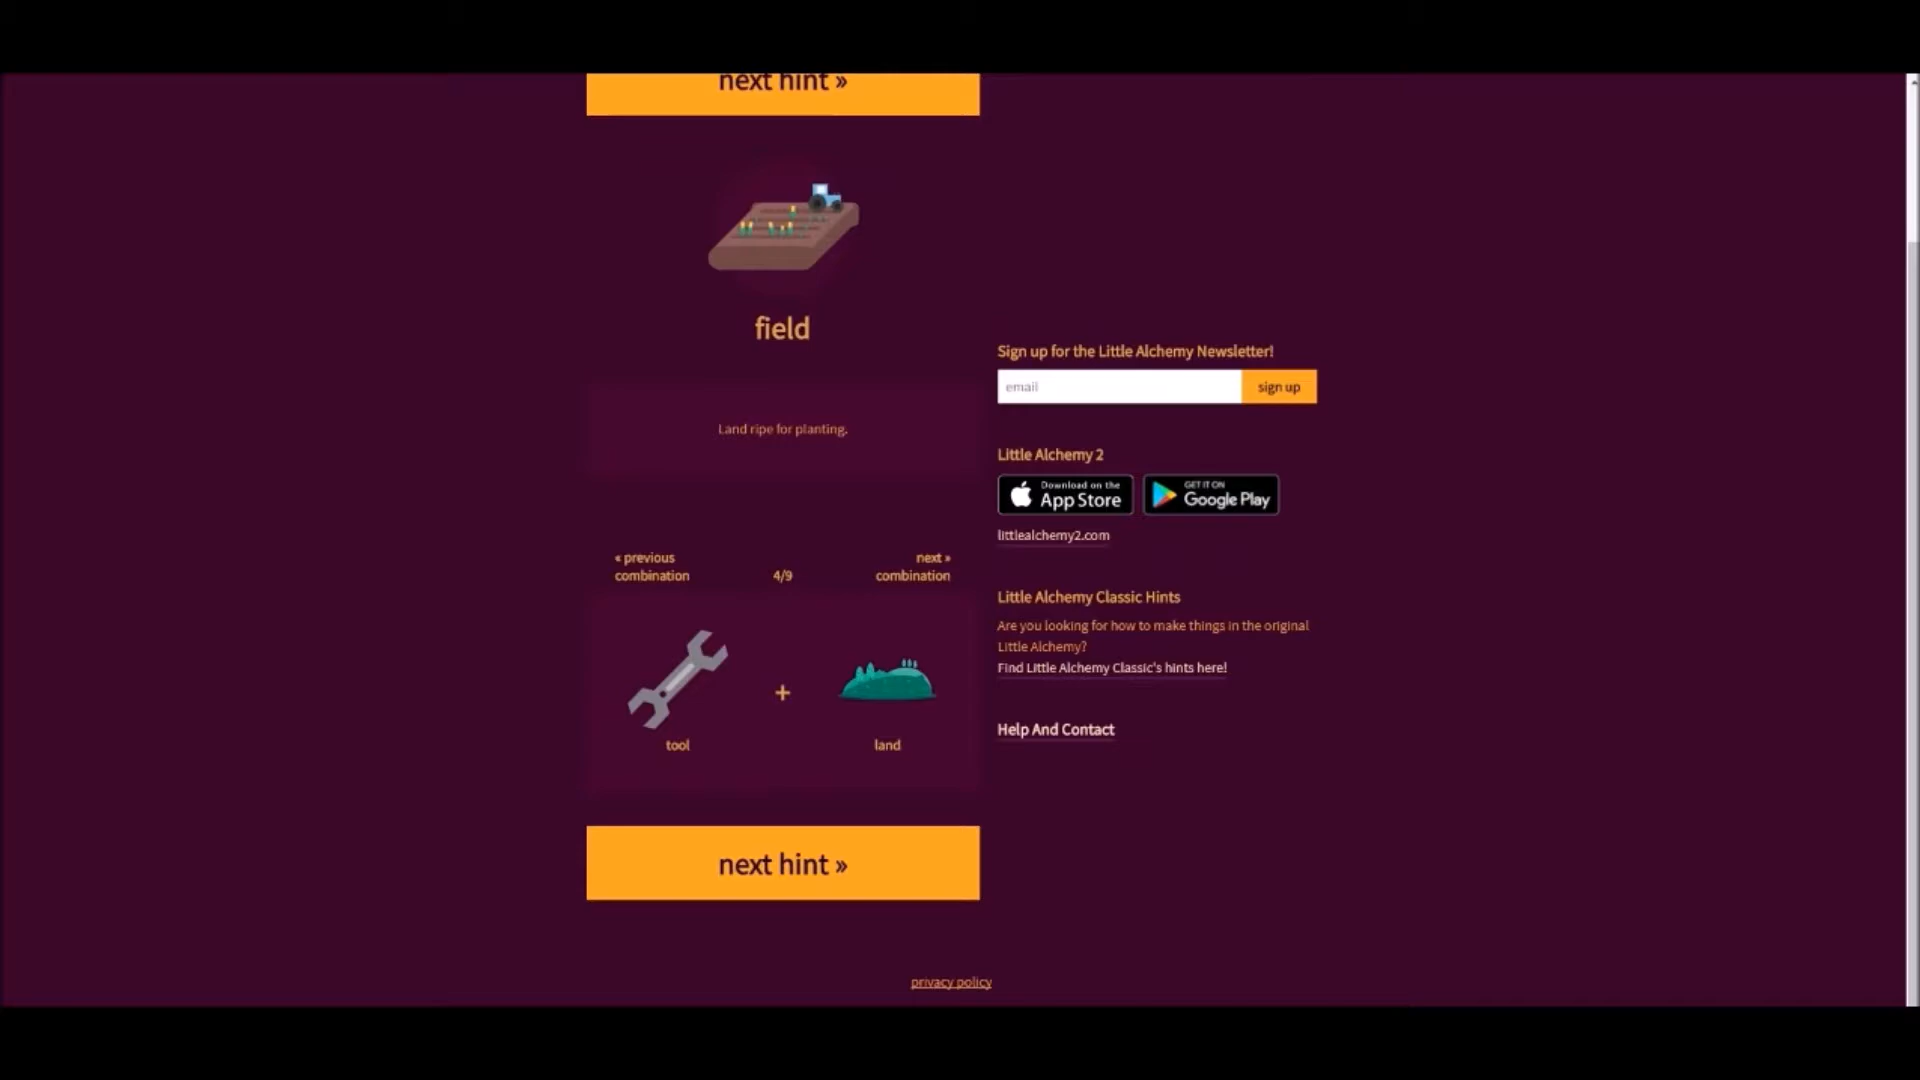 next hint »
field
Land ripe for planting.
« previous
combination
4/9
next »
combination
tool
+
land
next hint »
Sign up for the Little Alchemy Newsletter!
email
sign up
Little Alchemy 2
Download on the
App Store
GET IT ON
Google Play
littlealchemy2.com
Little Alchemy Classic Hints
Are you looking for how to make things in the original
Little Alchemy?
Find Little Alchemy Classic's hints here!
Help And Contact
privacy policy